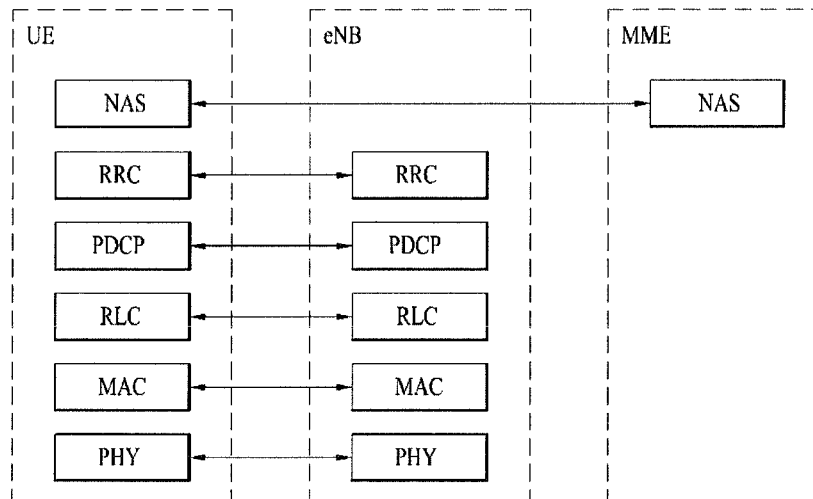 UE eNB MME
NAS NAS
RRC RRC
PDCP PDCP
RLC RLC
MAC MAC
PHY PHY